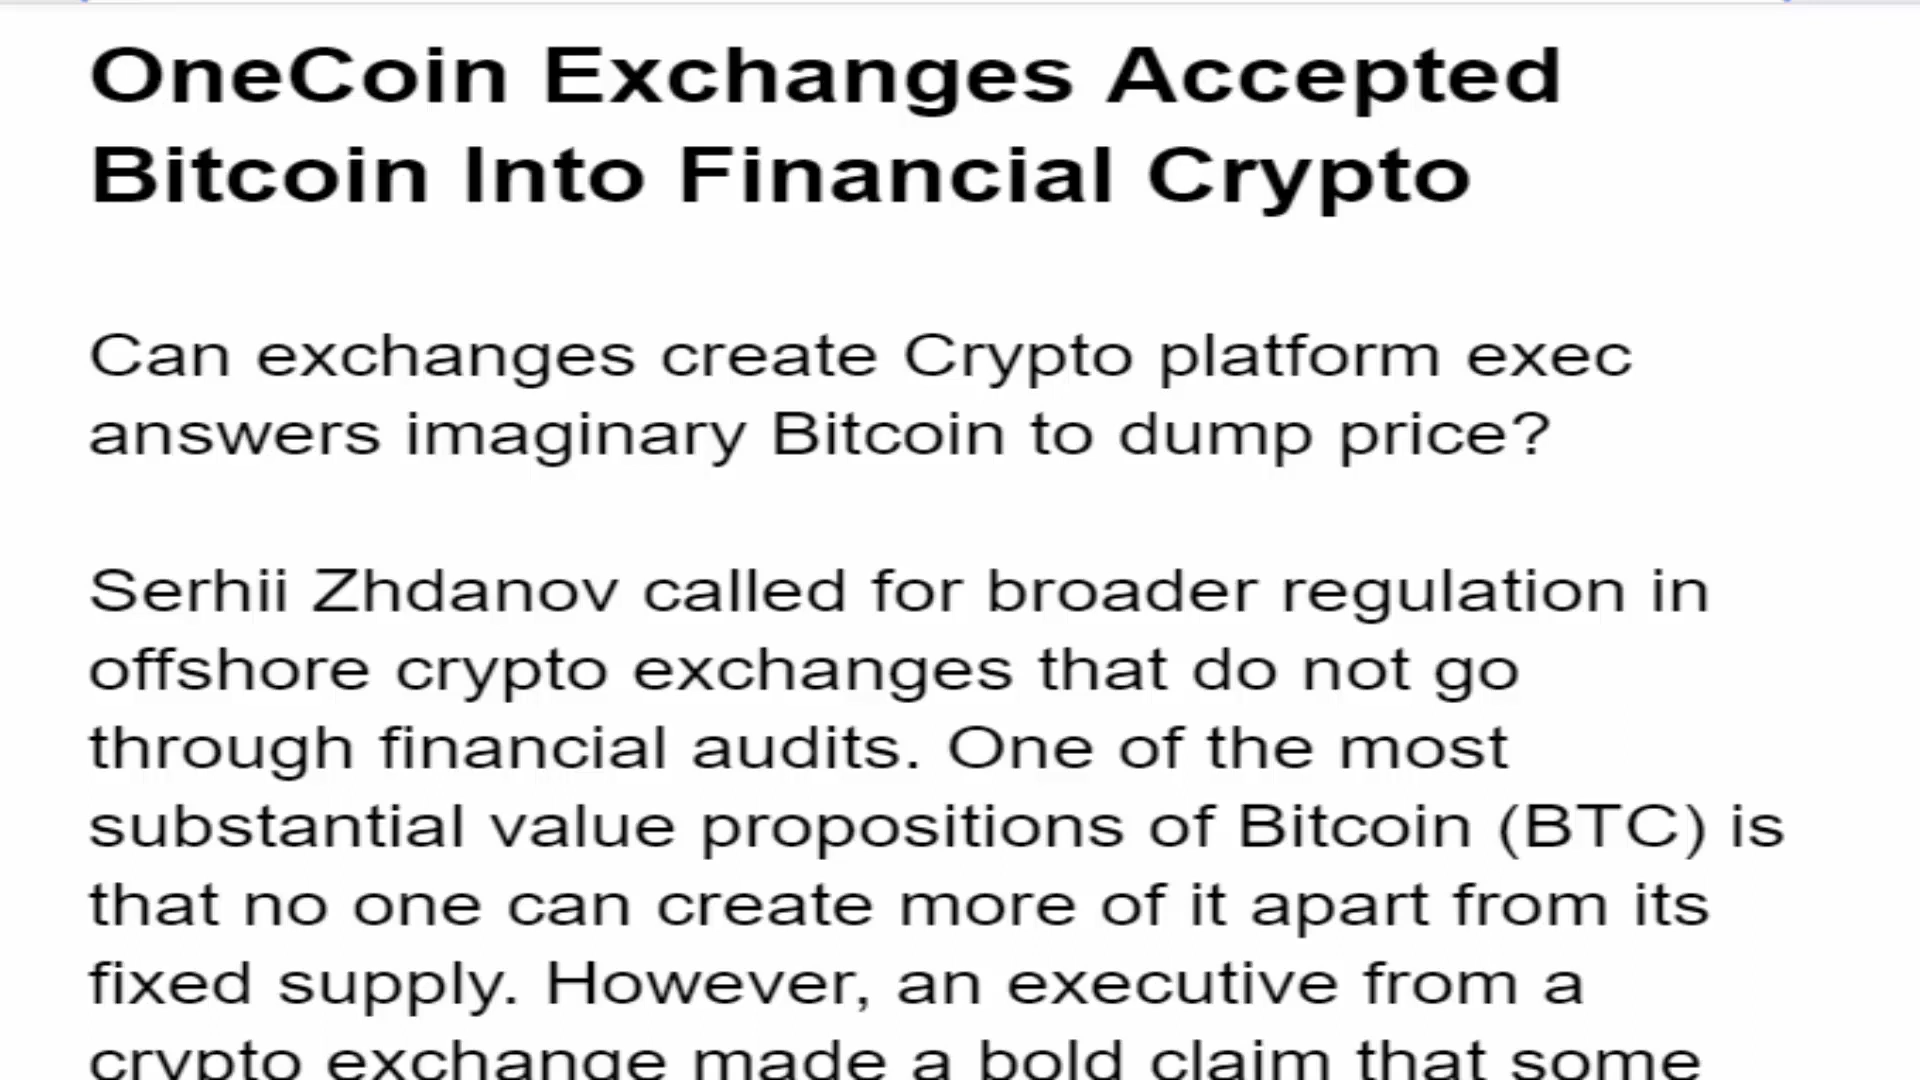 OneCoin Exchanges Accepted
Bitcoin Into Financial Crypto
Can exchanges create Crypto platform exec
answers imaginary Bitcoin to dump price?
Serhii Zhdanov called for broader regulation in
offshore crypto exchanges that do not go
through financial audits. One of the most
substantial value propositions of Bitcoin (BTC) is
that no one can create more of it apart from its
fixed supply. However, an executive from a
crypto exchange made a bold claim that some